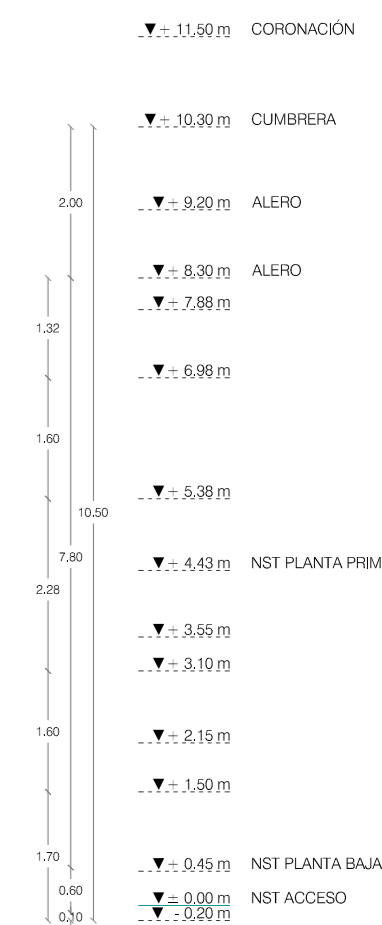 ▼+ 11.50 m CORONACIÓN
▼+ 10.30 m CUMBRERA
2.00
▼+ 9.20 m ALERO
▼+ 8.30 m ALERO
▼+ 7.88 m
1.32
▼+ 6.98 m
1.60
▼+ 5.38 m
10.50
7.80
▼+ 4.43 m NST PLANTA PRIM
2.28
▼+ 3.55 m
▼+ 3.10 m
1.60
▼+ 2.15 m
▼+ 1.50 m
1.70
▼+ 0.45 m NST PLANTA BAJA
0.60
▼± 0.00 m NST ACCESO
▼ - 0.20 m